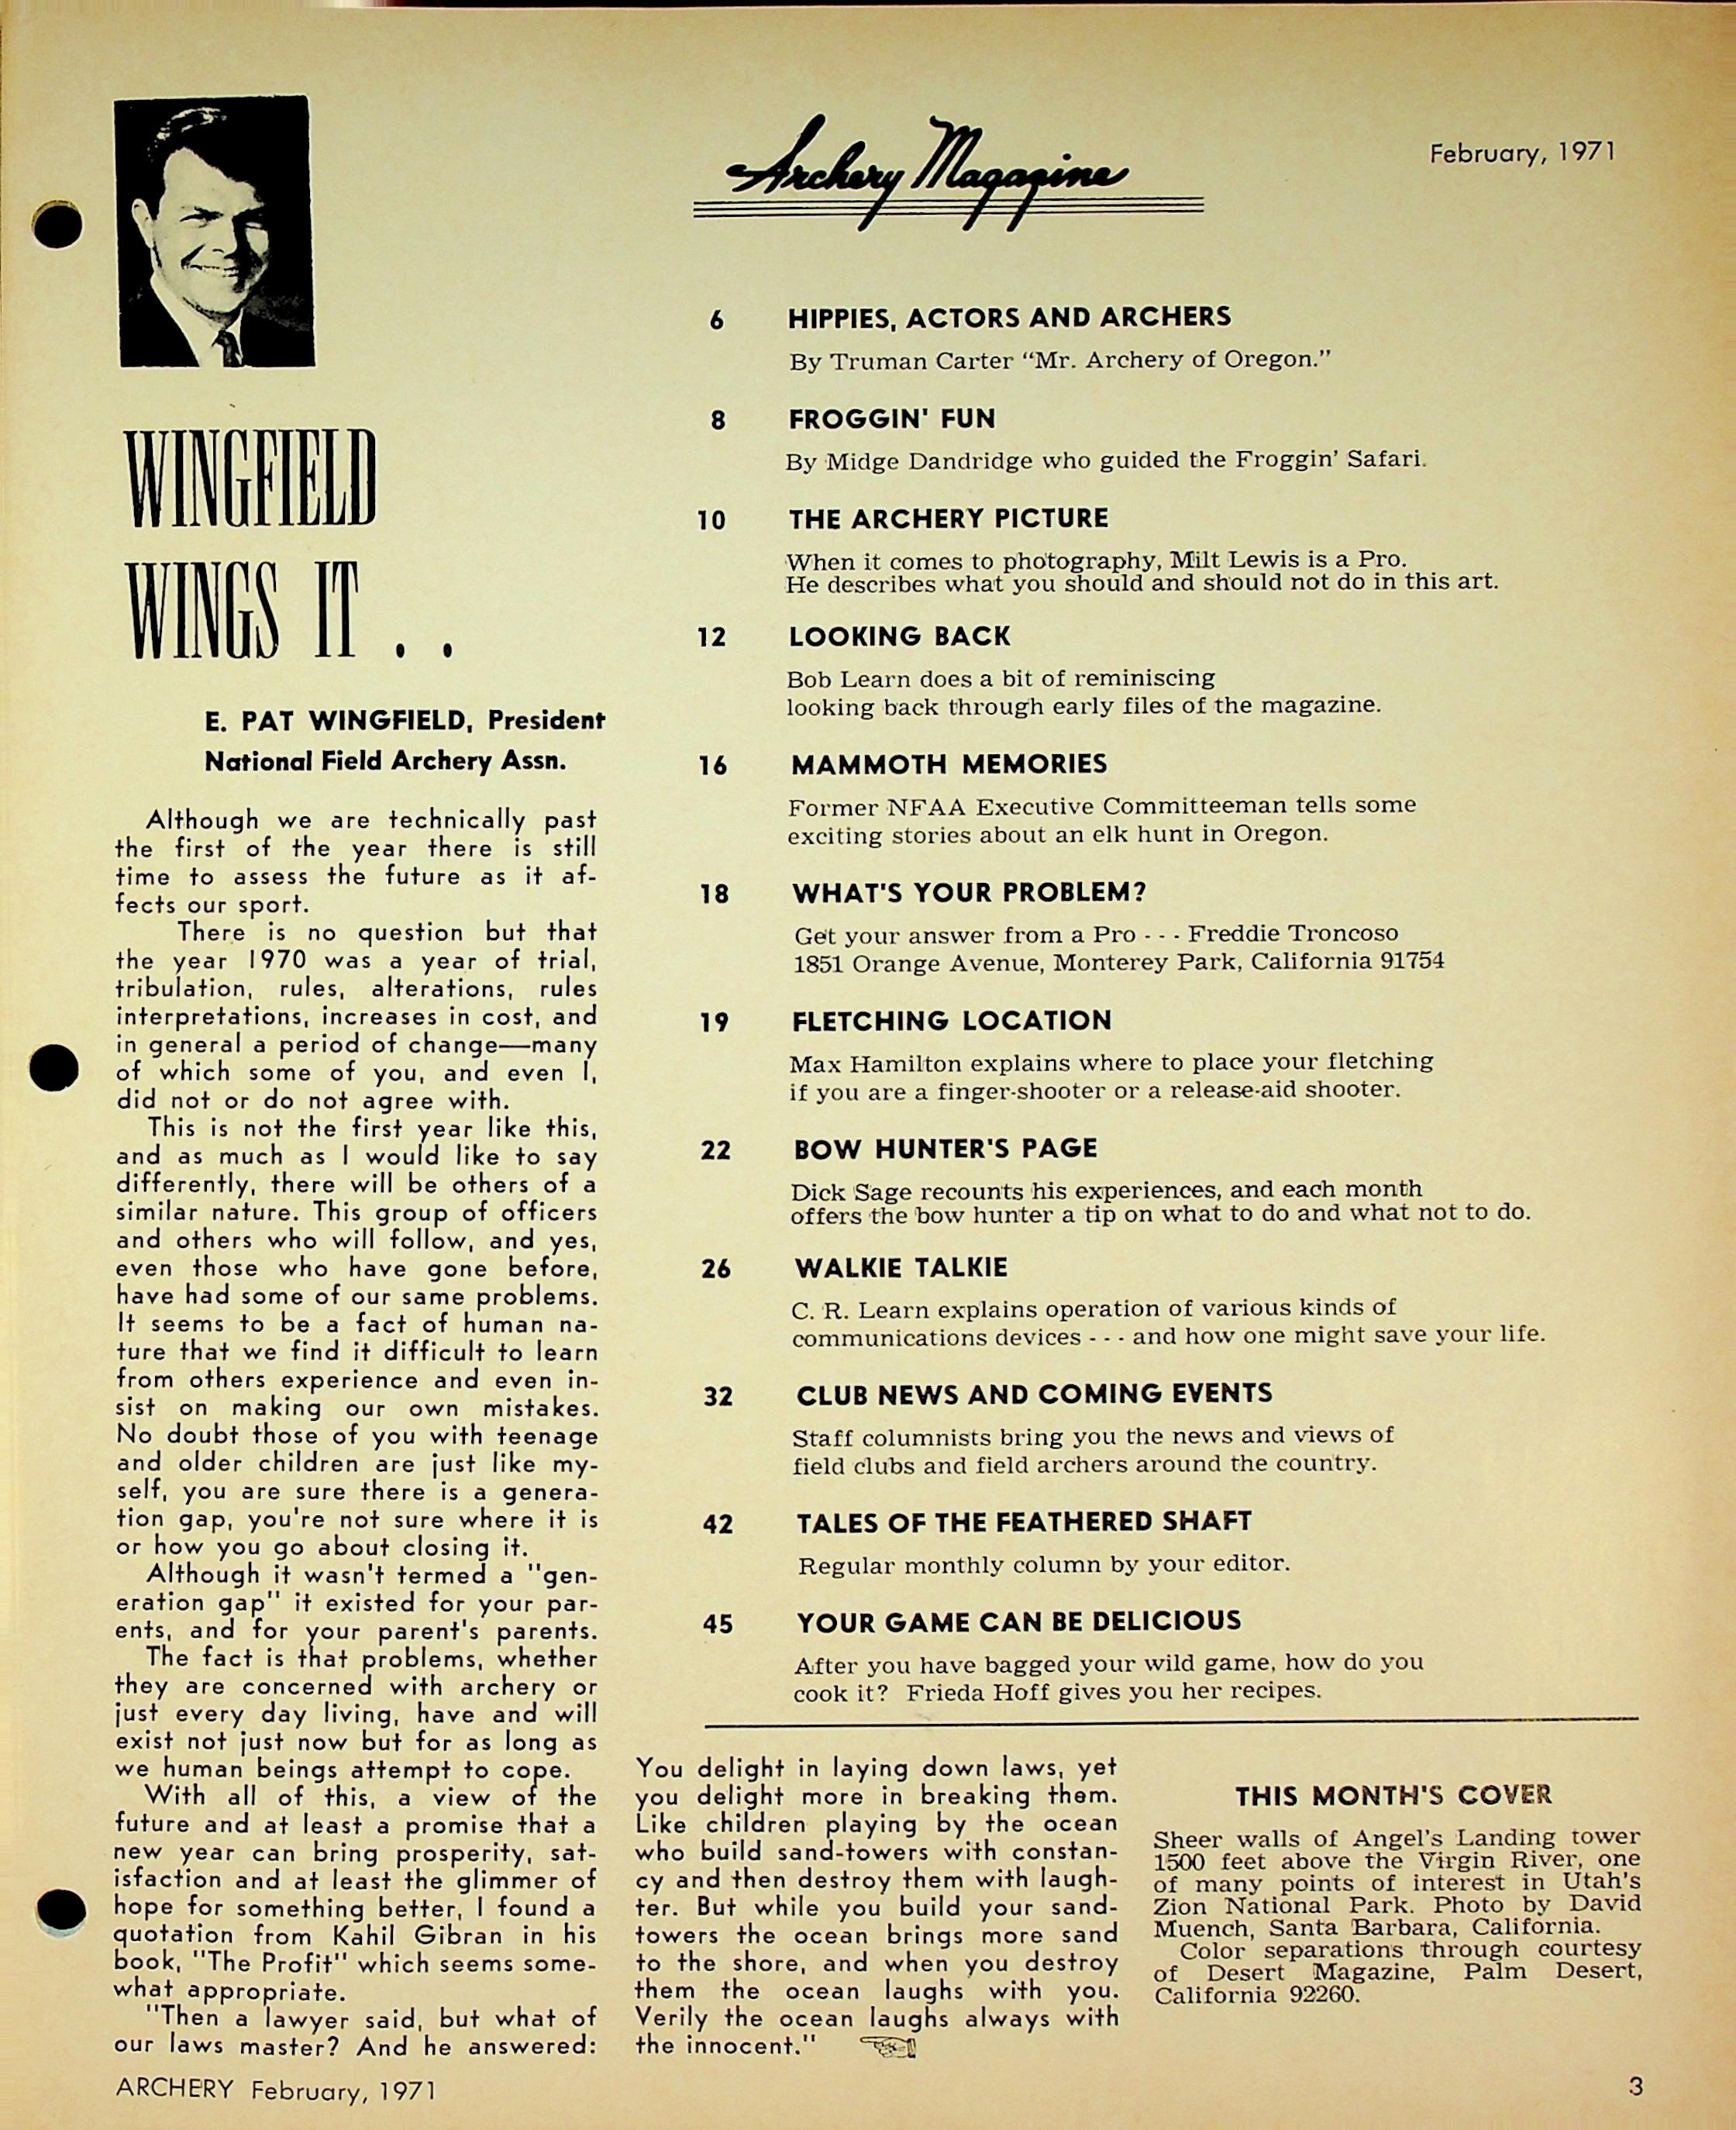 Archery Magazine
February, 1971
WINGFIELD
WINGS IT . .
E. PAT WINGFIELD, President
National Field Archery Assn.
Although we are technically past
the first of the year there is still
time to assess the future as it af-
fects our sport.
There is no question but that
the year 1970 was a year of trial,
tribulation, rules, alterations, rules
interpretations, increases in cost, and
in general a period of change—many
of which some of you, and even I,
did not or do not agree with.
This is not the first year like this,
and as much as I would like to say
differently, there will be others of a
similar nature. This group of officers
and others who will follow, and yes,
even those who have gone before,
have had some of our same problems.
It seems to be a fact of human na-
ture that we find it difficult to learn
from others experience and even in-
sist on making our own mistakes.
No doubt those of you with teenage
and older children are just like my-
self, you are sure there is a genera-
tion gap, you're not sure where it is
or how you go about closing it.
Although it wasn't termed a "gen-
eration gap" it existed for your par-
ents, and for your parent's parents.
The fact is that problems, whether
they are concerned with archery or
just every day living, have and will
exist not just now but for as long as
we human beings attempt to cope.
With all of this, a view of the
future and at least a promise that a
new year can bring prosperity, sat-
isfaction and at least the glimmer of
hope for something better, I found a
quotation from Kahil Gibran in his
book, "The Profit" which seems some-
what appropriate.
"Then a lawyer said, but what of
our laws master? And he answered:
You delight in laying down laws, yet
you delight more in breaking them.
Like children playing by the ocean
who build sand-towers with constan-
cy and then destroy them with laugh-
ter. But while you build your sand-
towers the ocean brings more sand
to the shore, and when you destroy
them the ocean laughs with you.
Verily the ocean laughs always with
the innocent."
6 HIPPIES, ACTORS AND ARCHERS
By Truman Carter “Mr. Archery of Oregon.”
8 FROGGIN' FUN
By Midge Dandridge who guided the Froggin’ Safari.
10 THE ARCHERY PICTURE
When it comes to photography, Milt Lewis is a Pro.
He describes what you should and should not do in this art.
12 LOOKING BACK
Bob Learn does a bit of reminiscing
looking back through early files of the magazine.
16 MAMMOTH MEMORIES
Former NFAA Executive Committeeman tells some
exciting stories about an elk hunt in Oregon.
18 WHAT'S YOUR PROBLEM?
Get your answer from a Pro - - - Freddie Troncoso
1851 Orange Avenue, Monterey Park, California 91754
19 FLETCHING LOCATION
Max Hamilton explains where to place your fletching
if you are a finger-shooter or a release-aid shooter.
22 BOW HUNTER'S PAGE
Dick Sage recounts his experiences, and each month
offers the bow hunter a tip on what to do and what not to do.
26 WALKIE TALKIE
C. R. Learn explains operation of various kinds of
communications devices - - - and how one might save your life.
32 CLUB NEWS AND COMING EVENTS
Staff columnists bring you the news and views of
field clubs and field archers around the country.
42 TALES OF THE FEATHERED SHAFT
Regular monthly column by your editor.
45 YOUR GAME CAN BE DELICIOUS
After you have bagged your wild game, how do you
cook it? Frieda Hoff gives you her recipes.
THIS MONTH'S COVER
Sheer walls of Angel’s Landing tower
1500 feet above the Virgin River, one
of many points of interest in Utah’s
Zion National Park. Photo by David
Muench, Santa Barbara, California.
Color separations through courtesy
of Desert Magazine, Palm Desert,
California 92260.
ARCHERY February, 1971
3